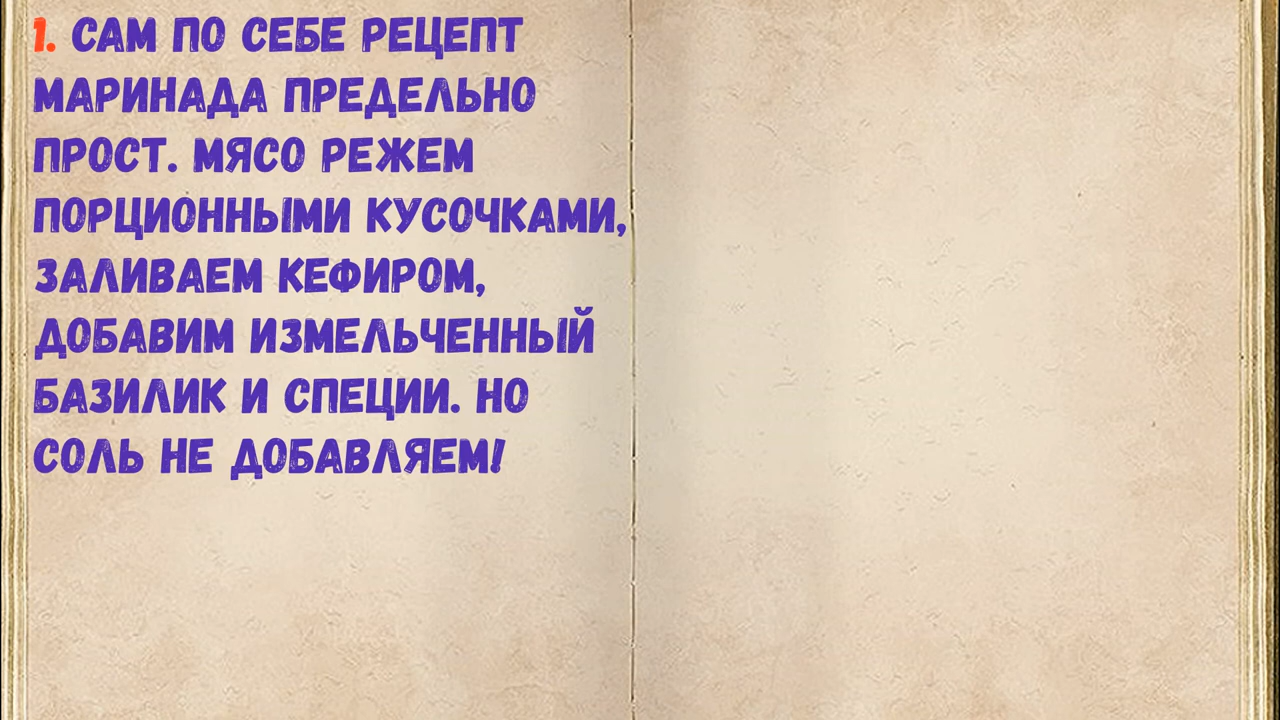 1. САМ ПО СЕБЕ РЕЦЕПТ
МАРИНАДА ПРЕДЕЛЬНО
ПРОСТ. МЯСО РЕЖЕМ
ПОРЦИОННЫМИ КУСОЧКАМИ,
ЗАЛИВАЕМ КЕФИРОМ,
ДОБАВИМ ИЗМЕЛЬЧЕННЫЙ
БАЗИЛИК И СПЕЦИИ. НО
СОЛЬ НЕ ДОБАВЛЯЕМ!